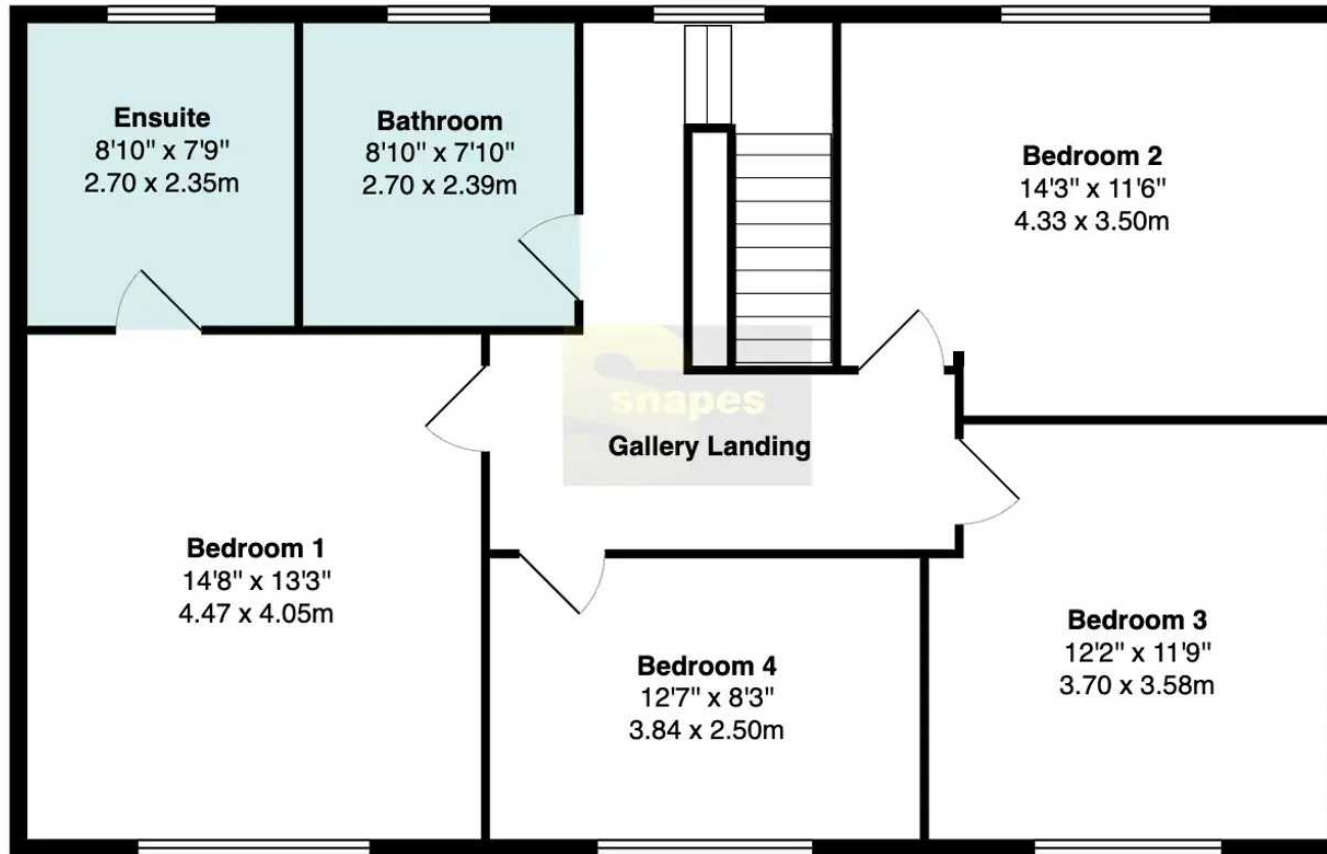 Ensuite
8'10" x 7'9"
2.70 x 2.35m
Bathroom
8'10" x 7'10"
2.70 x 2.39m
Bedroom 2
14'3" x 11'6"
4.33 x 3.50m
snapes
Gallery Landing
Bedroom 1
14'8" x 13'3"
4.47 x 4.05m
Bedroom 4
12'7" x 8'3"
3.84 x 2.50m
Bedroom 3
12'2" x 11'9"
3.70 x 3.58m